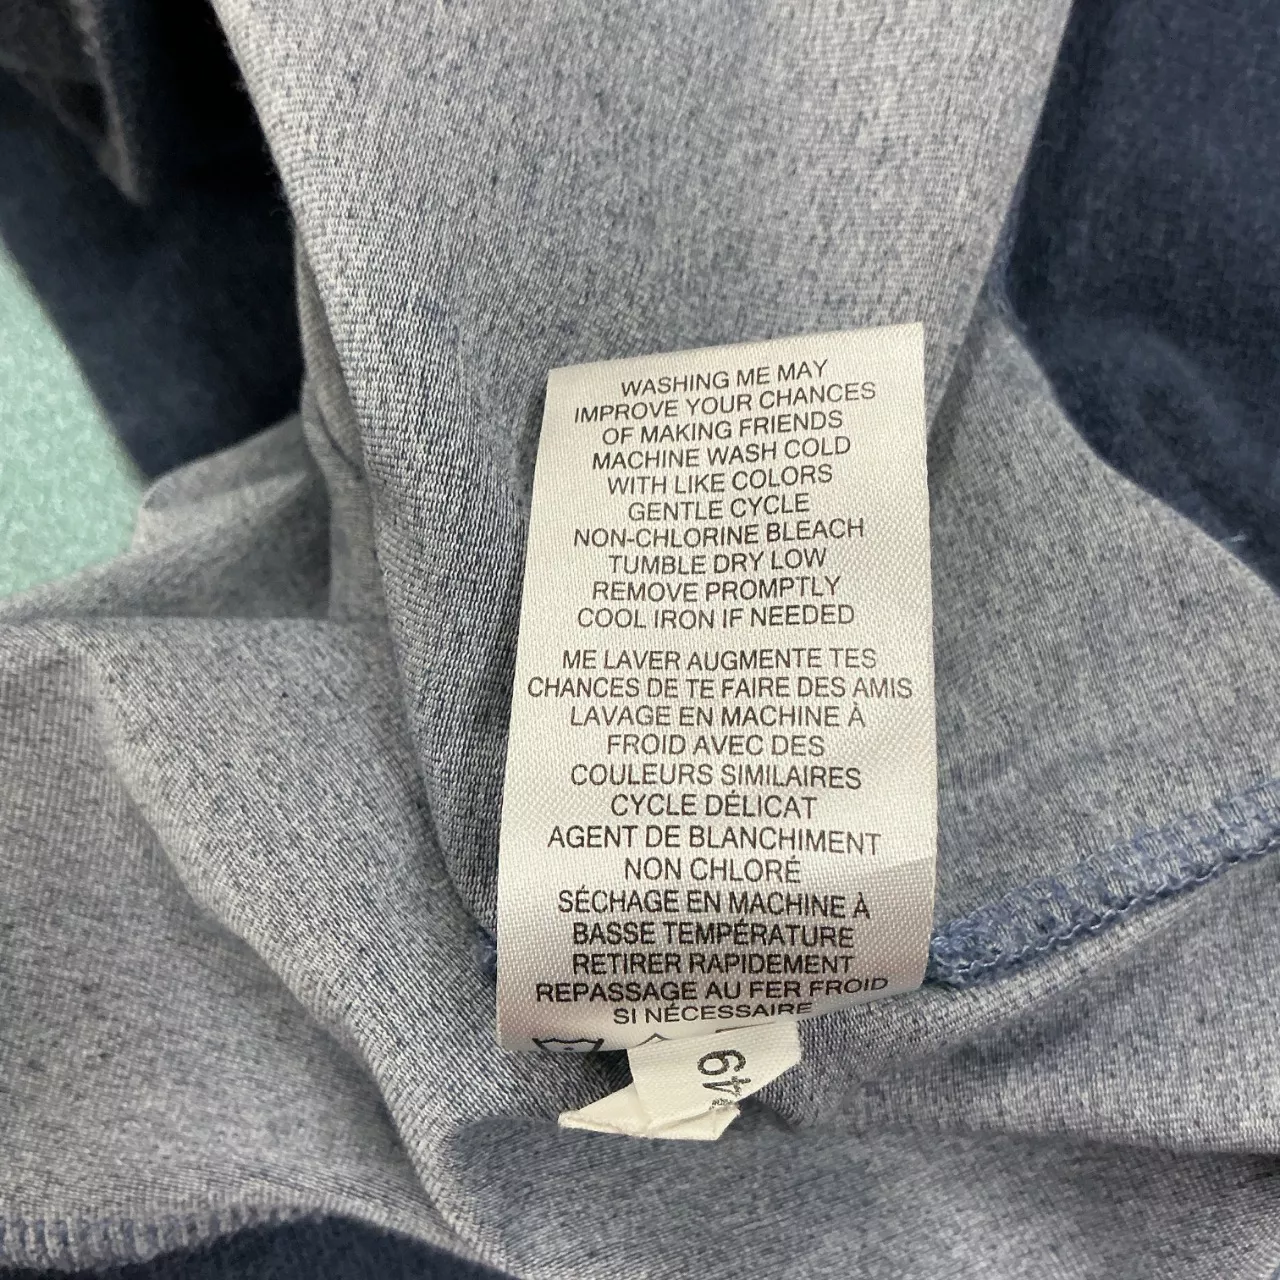 WASHING ME MAY
IMPROVE YOUR CHANCES
OF MAKING FRIENDS
MACHINE WASH COLD
WITH LIKE COLORS
GENTLE CYCLE
NON-CHLORINE BLEACH
TUMBLE DRY LOW
REMOVE PROMPTLY
COOL IRON IF NEEDED
ME LAVER AUGMENTE TES
CHANCES DE TE FAIRE DES AMIS
LAVAGE EN MACHINE À
FROID AVEC DES
COULEURS SIMILAIRES
CYCLE DÉLICAT
AGENT DE BLANCHIMENT
NON CHLORÉ
SÉCHAGE EN MACHINE À
BASSE TEMPÉRATURE
RETIRER RAPIDEMENT
REPASSAGE AU FER FROID
SI NÉCESSAIRE